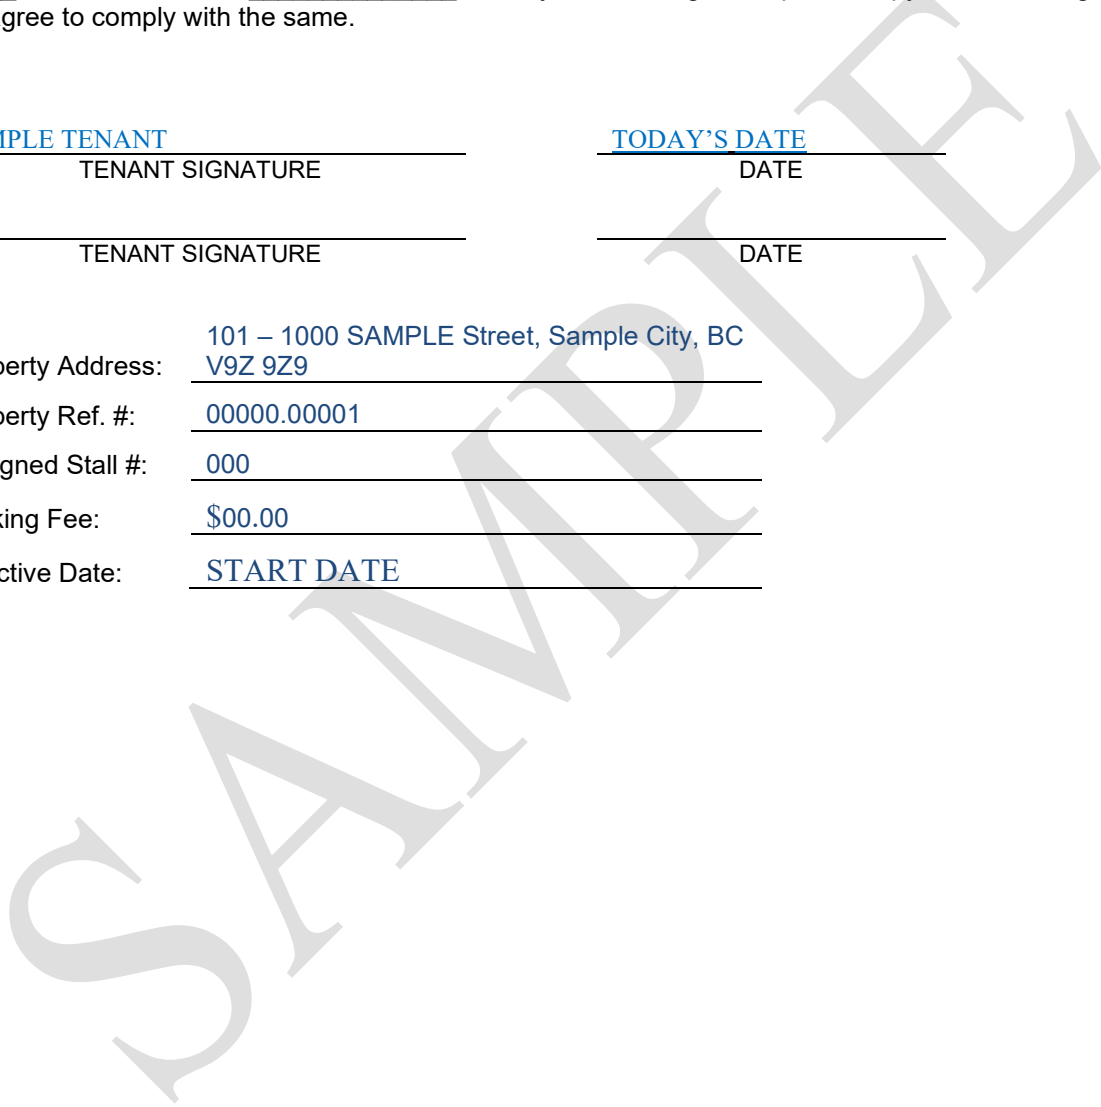 gree to comply with the same.
MPLE TENANT TODAY’S DATE
TENANT SIGNATURE DATE
TENANT SIGNATURE DATE
101 – 1000 SAMPLE Street, Sample City, BC
perty Address: V9Z 9Z9
perty Ref. #: 00000.00001
gned Stall #: 000
king Fee: $00.00
ctive Date: START DATE
SAMPLE